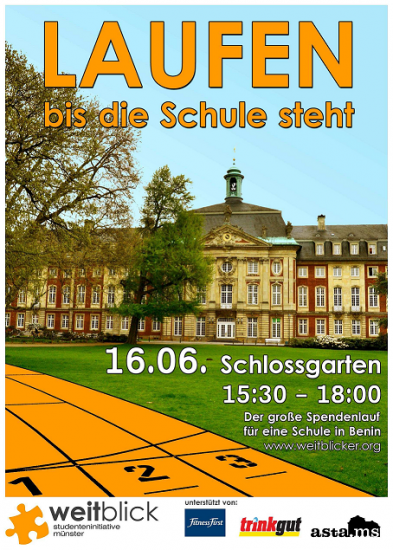 LAUFEN
bis die Schule steht
16.06. Schlossgarten
15:30 – 18:00
Der große Spendenlauf
für eine Schule in Benin
www.weitblicker.org
1 2 3
weitblick
studenteninitiative
münster
unterstützt von:
FITNESS FIRST
trinkgut
asta.ms